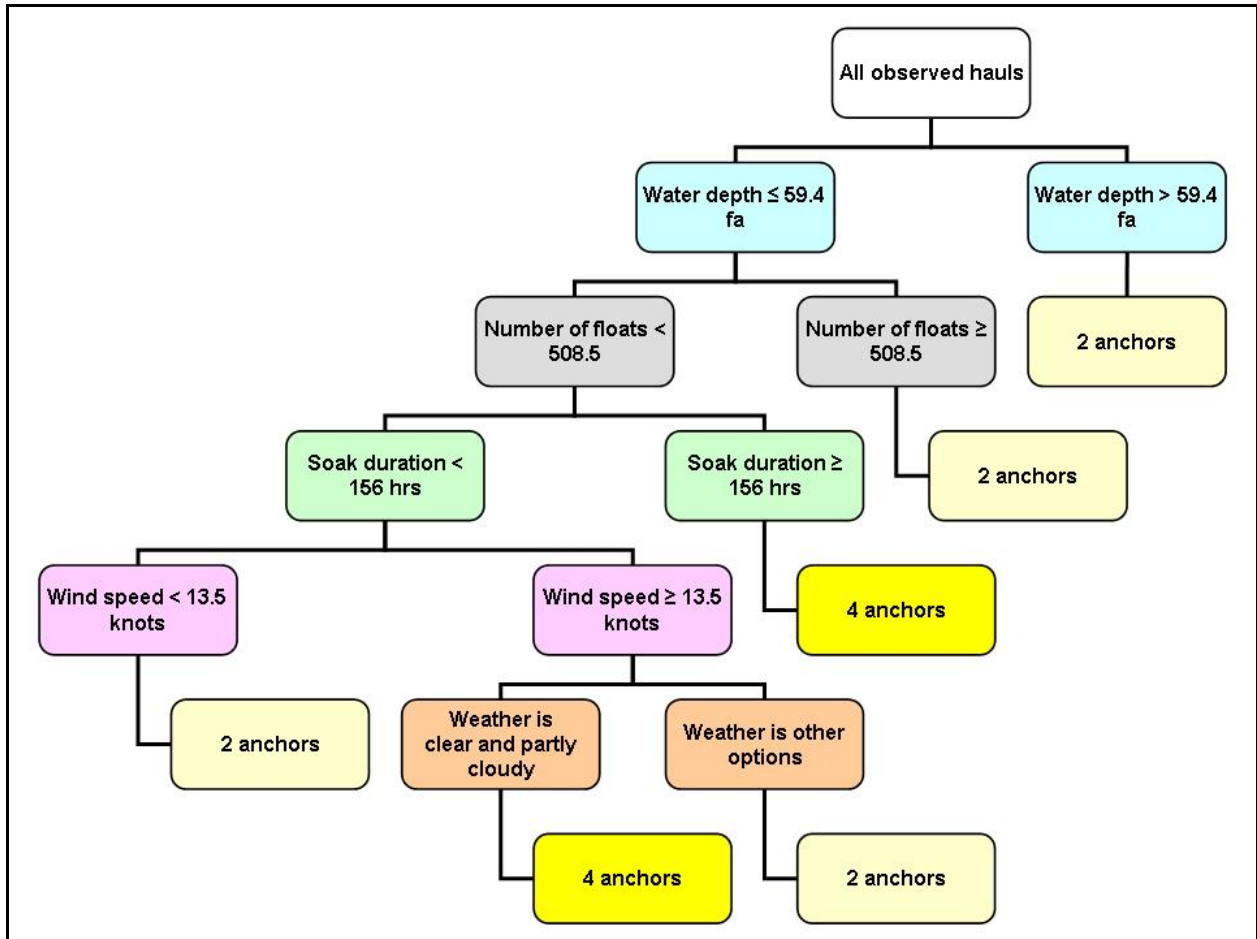 All observed hauls
Water depth ≤ 59.4
fa
Water depth > 59.4
fa
Number of floats <
508.5
Number of floats ≥
508.5
2 anchors
Soak duration <
156 hrs
Soak duration ≥
156 hrs
2 anchors
Wind speed < 13.5
knots
Wind speed ≥ 13.5
knots
4 anchors
2 anchors
Weather is
clear and partly
cloudy
Weather is other
options
4 anchors
2 anchors